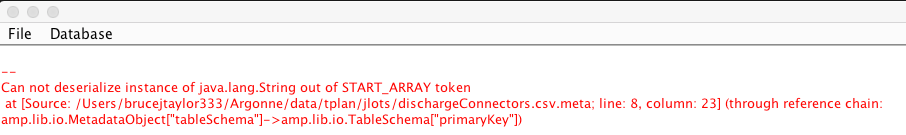 File Database
--
Can not deserialize instance of java.lang.String out of START_ARRAY token
at [Source: /Users/brucejtaylor333/Argonne/data/tplan/jlots/dischargeConnectors.csv.meta; line: 8, column: 23] (through reference chain:
amp.lib.io.MetadataObject["tableSchema"]->amp.lib.io.TableSchema["primaryKey"])